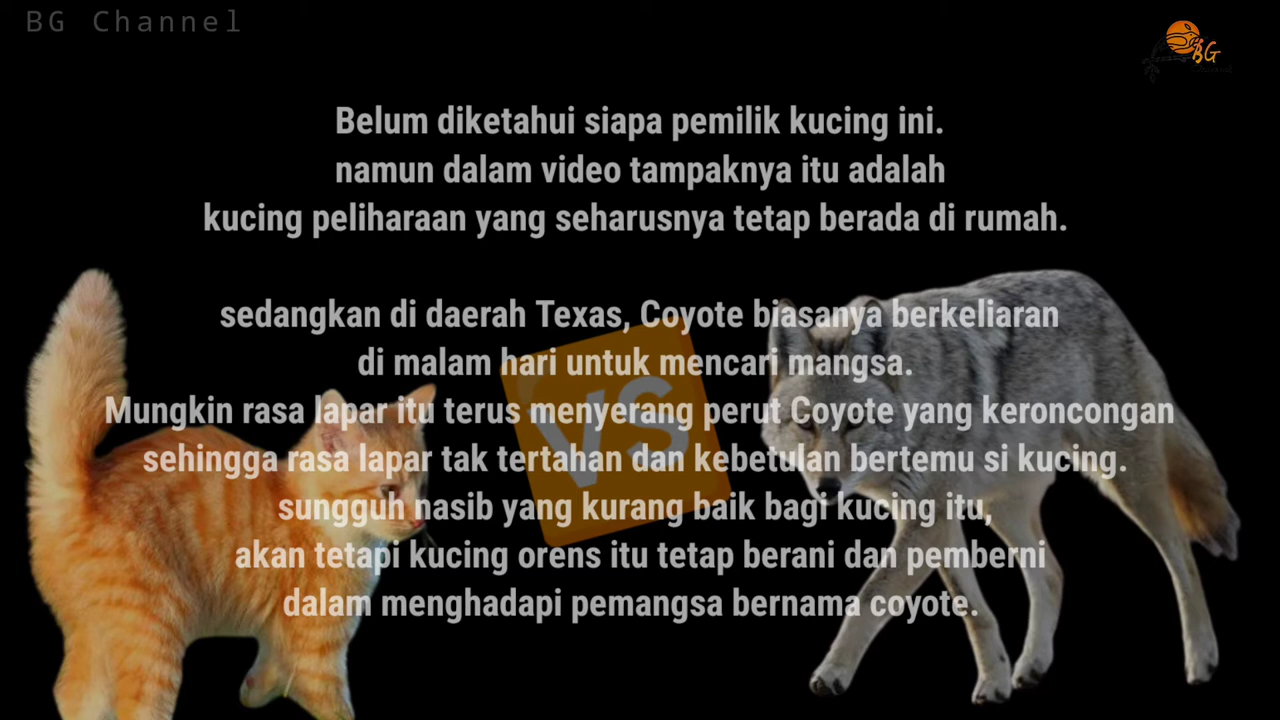 BG Channel
BG
Belum diketahui siapa pemilik kucing ini.
namun dalam video tampaknya itu adalah
kucing peliharaan yang seharusnya tetap berada di rumah.
sedangkan di daerah Texas, Coyote biasanya berkeliaran
di malam hari untuk mencari mangsa.
VS
Mungkin rasa lapar itu terus menyerang perut Coyote yang keroncongan
sehingga rasa lapar tak tertahan dan kebetulan bertemu si kucing.
sungguh nasib yang kurang baik bagi kucing itu,
akan tetapi kucing orens itu tetap berani dan pemberni
dalam menghadapi pemangsa bernama coyote.